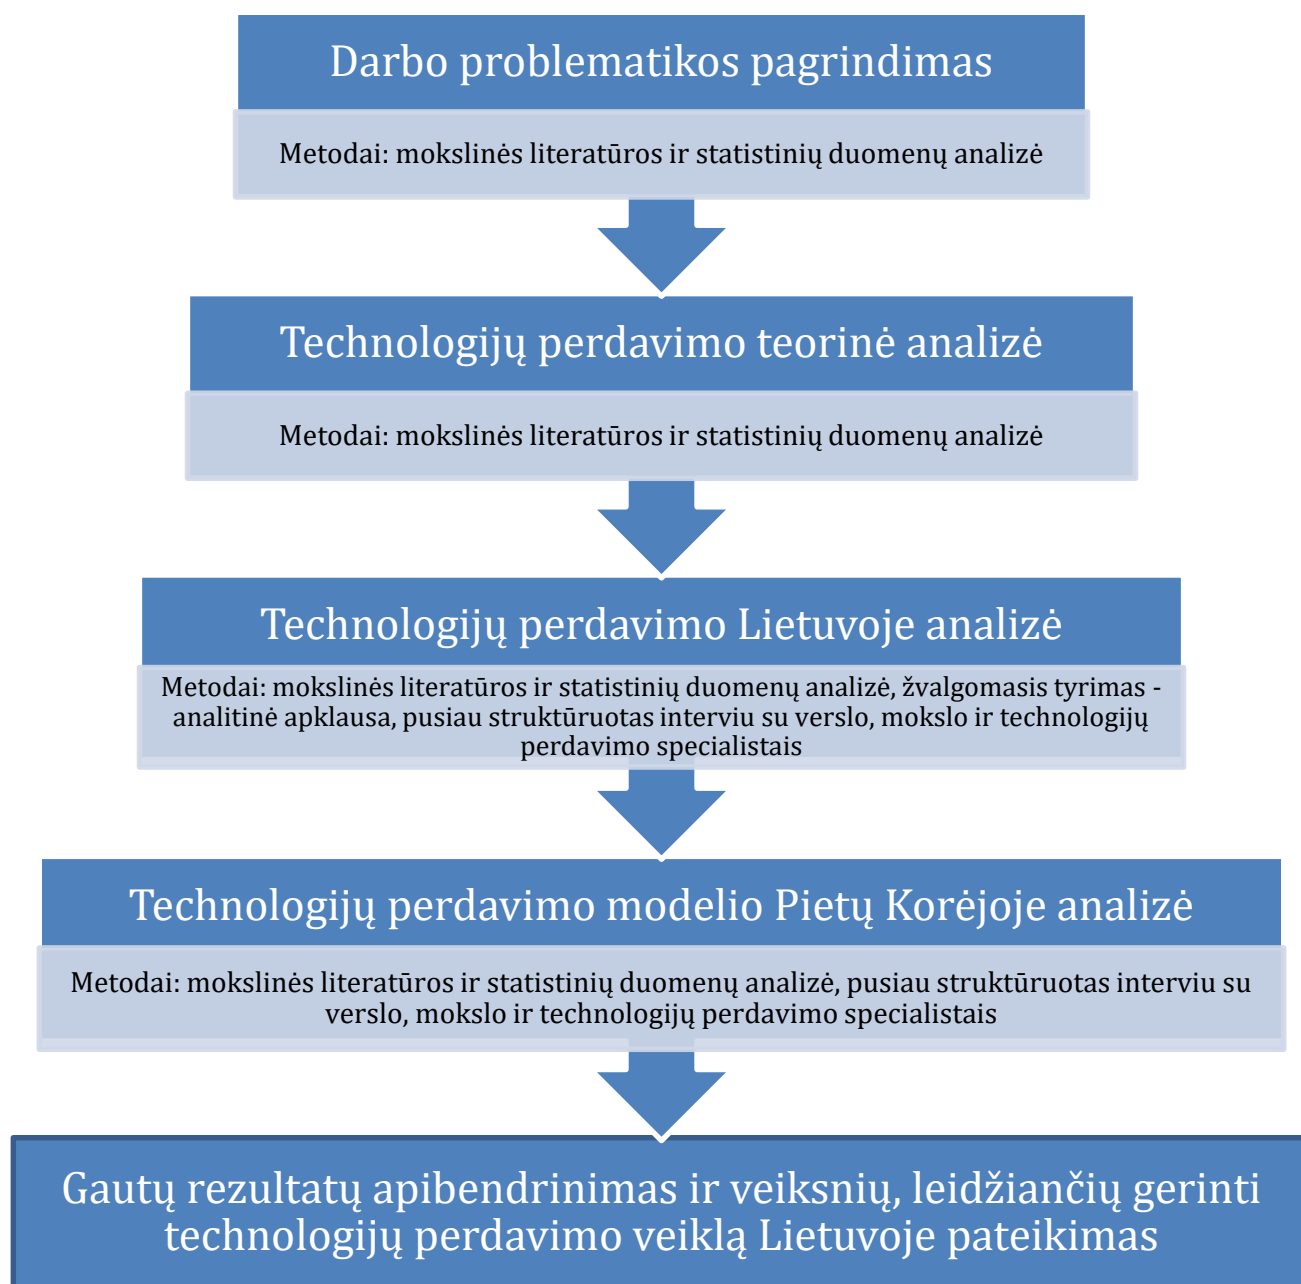 Darbo problematikos pagrindimas
Metodai: mokslinės literatūros ir statistinių duomenų analizė
Technologijų perdavimo teorinė analizė
Metodai: mokslinės literatūros ir statistinių duomenų analizė
Technologijų perdavimo Lietuvoje analizė
Metodai: mokslinės literatūros ir statistinių duomenų analizė, žvalgomasis tyrimas -
analitinė apklausa, pusiau struktūruotas interviu su verslo, mokslo ir technologijų
perdavimo specialistais
Technologijų perdavimo modelio Pietų Korėjoje analizė
Metodai: mokslinės literatūros ir statistinių duomenų analizė, pusiau struktūruotas interviu su
verslo, mokslo ir technologijų perdavimo specialistais
Gautų rezultatų apibendrinimas ir veiksnių, leidžiančių gerinti
technologijų perdavimo veiklą Lietuvoje pateikimas